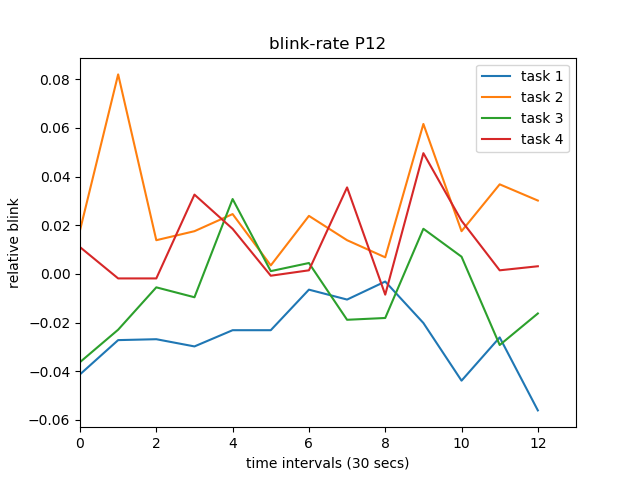 blink-rate P12
task 1
task 2
task 3
task 4
relative blink
0.08
0.06
0.04
0.02
0.00
−0.02
−0.04
−0.06
0 2 4 6 8 10 12
time intervals (30 secs)